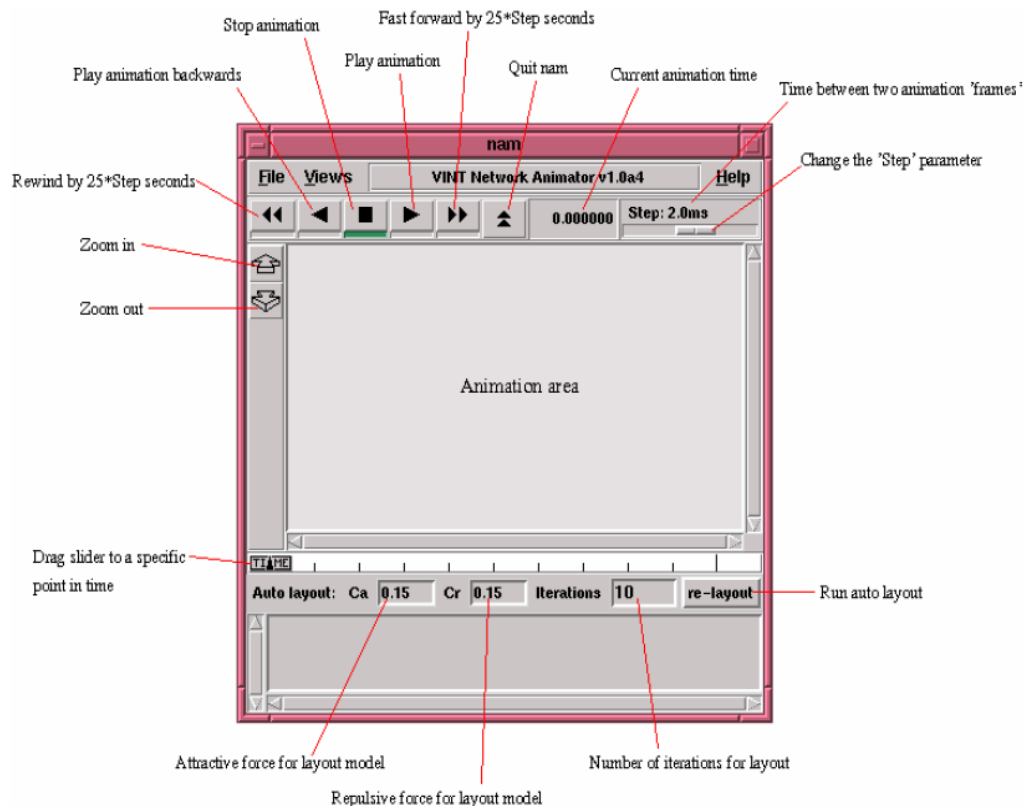 Fast forward by 25*Step seconds
Stop animation
Play animation
Quit nam
Play animation backwards
Current animation time
Time between two animation 'frames'
nam
Change the 'Step' parameter
File Views VINT Network Animator v1.0a4 Help
Rewind by 25*Step seconds
0.000000 Step: 2.0ms
Zoom in
Zoom out
Animation area
Drag slider to a specific
point in time
TIME
Auto layout: Ca 0.15 Cr 0.15 Iterations 10 re-layout
Run auto layout
Attractive force for layout model
Number of iterations for layout
Repulsive force for layout model